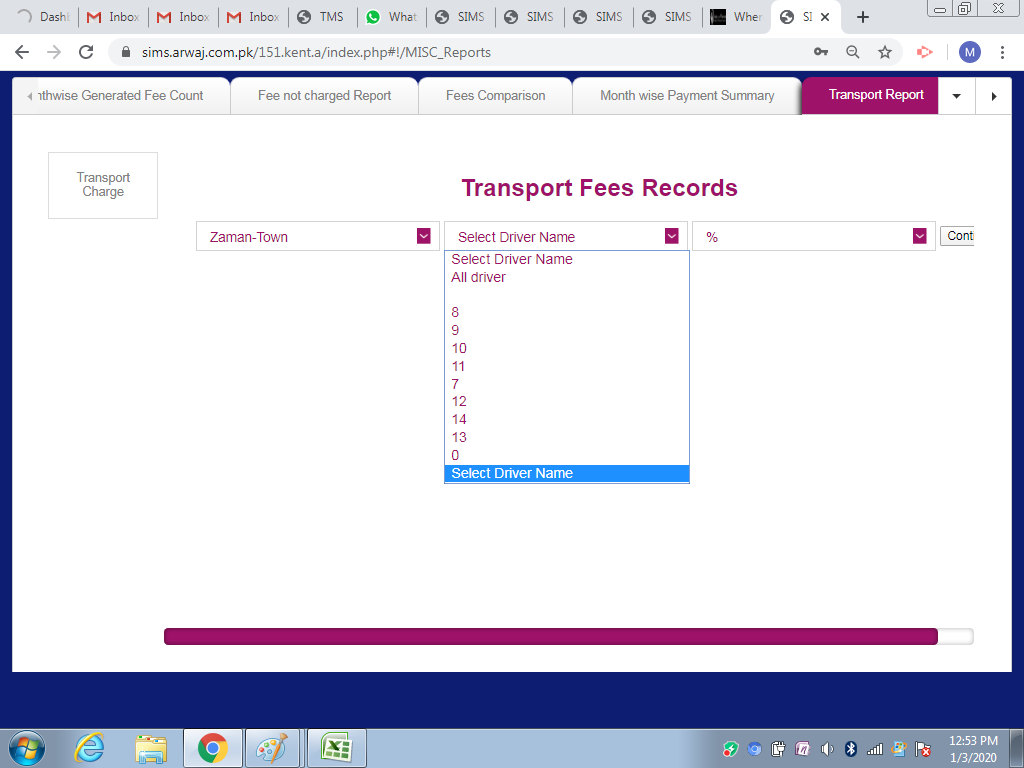 Dashl Inbox Inbox Inbox TMS What SIMS SIMS SIMS SIMS Wher SI
sims.arwaj.com.pk/151.kent.a/index.php#!/MISC_Reports M
nthwise Generated Fee Count Fee not charged Report Fees Comparison Month wise Payment Summary Transport Report
Transport
Charge
Transport Fees Records
Zaman-Town Select Driver Name % Conti
Select Driver Name
All driver
8
9
10
11
7
12
14
13
0
Select Driver Name
12:53 PM
1/3/2020